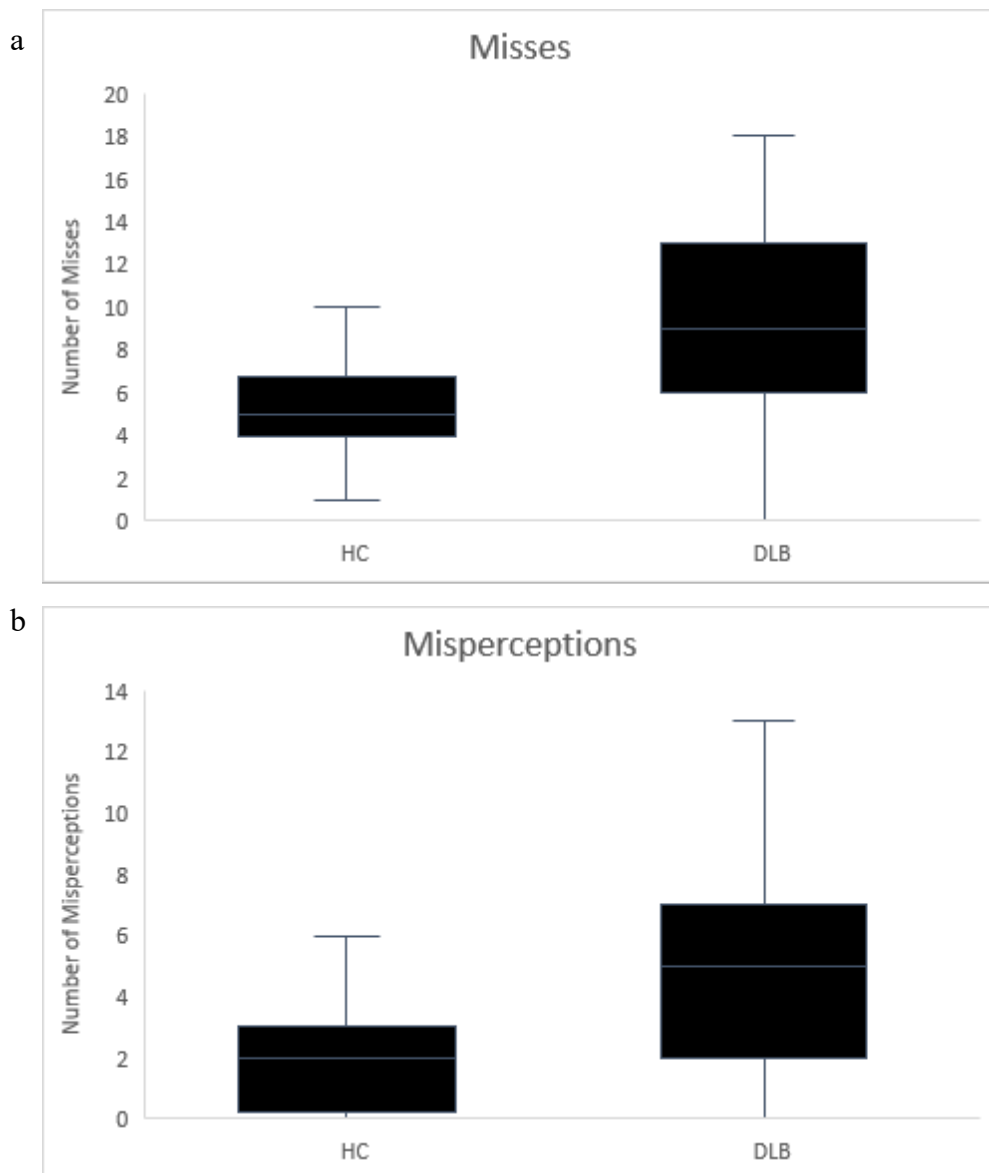 a
Misses
Number of Misses
20
18
16
14
12
10
8
6
4
2
0
HC DLB
b
Misperceptions
Number of Misperceptions
14
12
10
8
6
4
2
0
HC DLB